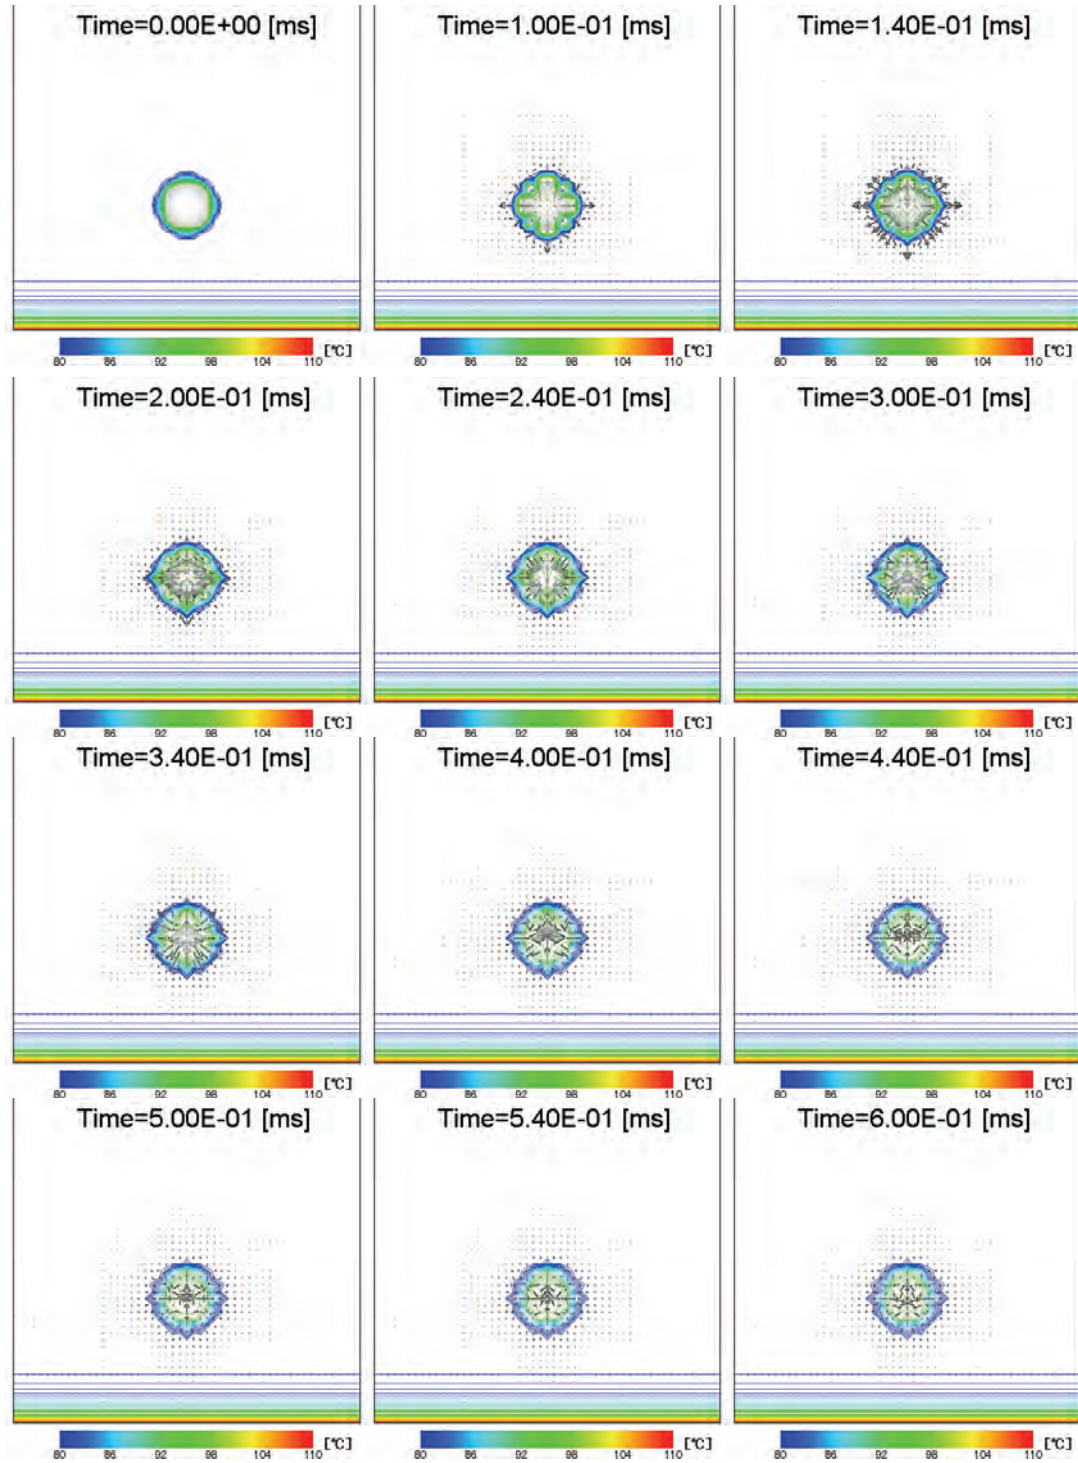 Time=0.00E+00 [ms] Time=1.00E-01 [ms] Time=1.40E-01 [ms]
[°C] [°C] [°C]
80 86 92 98 104 110 80 86 92 98 104 110 80 86 92 98 104 110
Time=2.00E-01 [ms] Time=2.40E-01 [ms] Time=3.00E-01 [ms]
[°C] [°C] [°C]
80 86 92 98 104 110 80 86 92 98 104 110 80 86 92 98 104 110
Time=3.40E-01 [ms] Time=4.00E-01 [ms] Time=4.40E-01 [ms]
[°C] [°C] [°C]
80 86 92 98 104 110 80 86 92 98 104 110 80 86 92 98 104 110
Time=5.00E-01 [ms] Time=5.40E-01 [ms] Time=6.00E-01 [ms]
[°C] [°C] [°C]
80 86 92 98 104 110 80 86 92 98 104 110 80 86 92 98 104 110